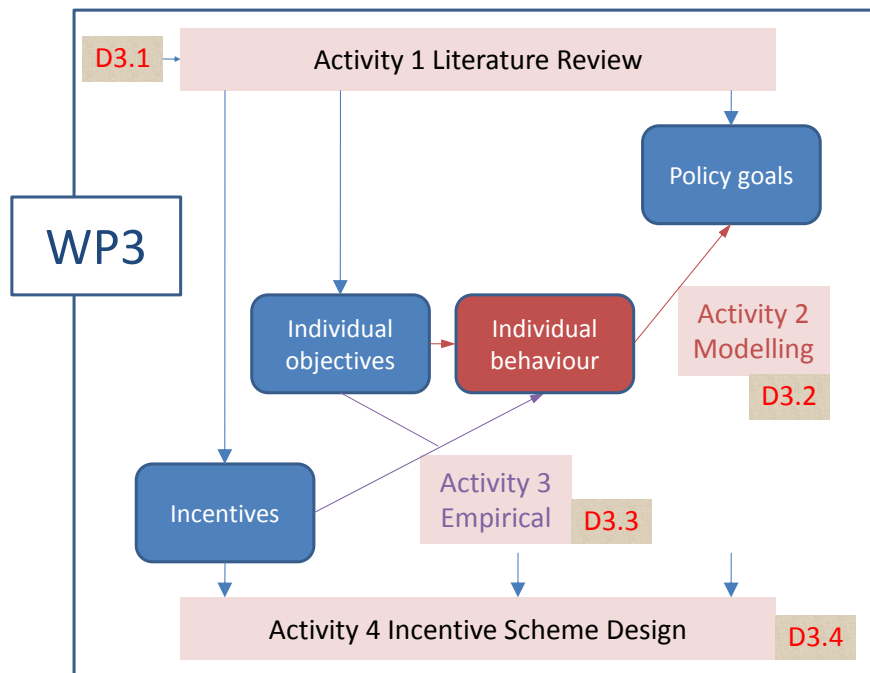 D3.1
Activity 1 Literature Review
Policy goals
WP3
Individual
objectives
Individual
behaviour
Activity 2
Modelling
D3.2
Incentives
Activity 3
Empirical
D3.3
Activity 4 Incentive Scheme Design
D3.4